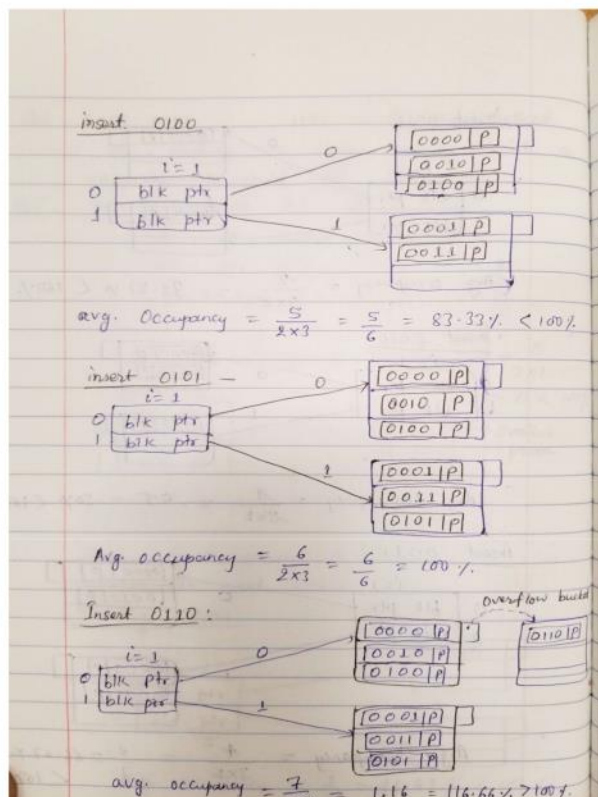 insert 0100
i=1
0 blk ptr
1 blk ptr
0
1
0000 P
0010 P
0100 P
0001 P
0011 P
avg. Occupancy = 5/2×3 = 5/6 = 83.33% < 100%
insert 0101 —
i=1
0 blk ptr
1 blk ptr
0
1
0000 P
0010 P
0100 P
0001 P
0011 P
0101 P
Avg. occupancy = 6/2×3 = 6/6 = 100%
Insert 0110 :
i=1
0 blk ptr
1 blk ptr
0
1
overflow
0000 P
0010 P
0100 P
0110 P
0001 P
0011 P
0101 P
avg. occupancy = 7 = 1.16 = 116.66% > 100%